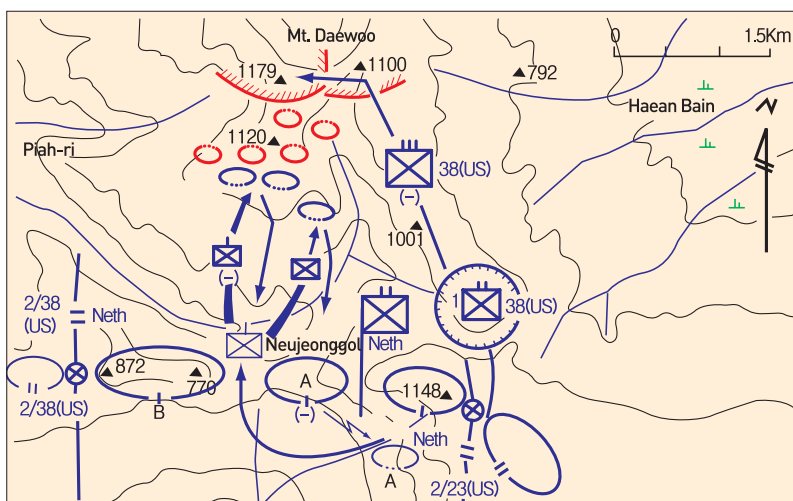 Mt. Daewoo
0 1.5Km
1179
1100
792
Haean Bain
N
1120
Piah-ri
38(US)
(-)
1001
(-)
2/38
(US)
Neth
1
38(US)
Neth
Neujeonggol
872
770
A
(-)
1148
2/38(US)
B
Neth
A
2/23(US)